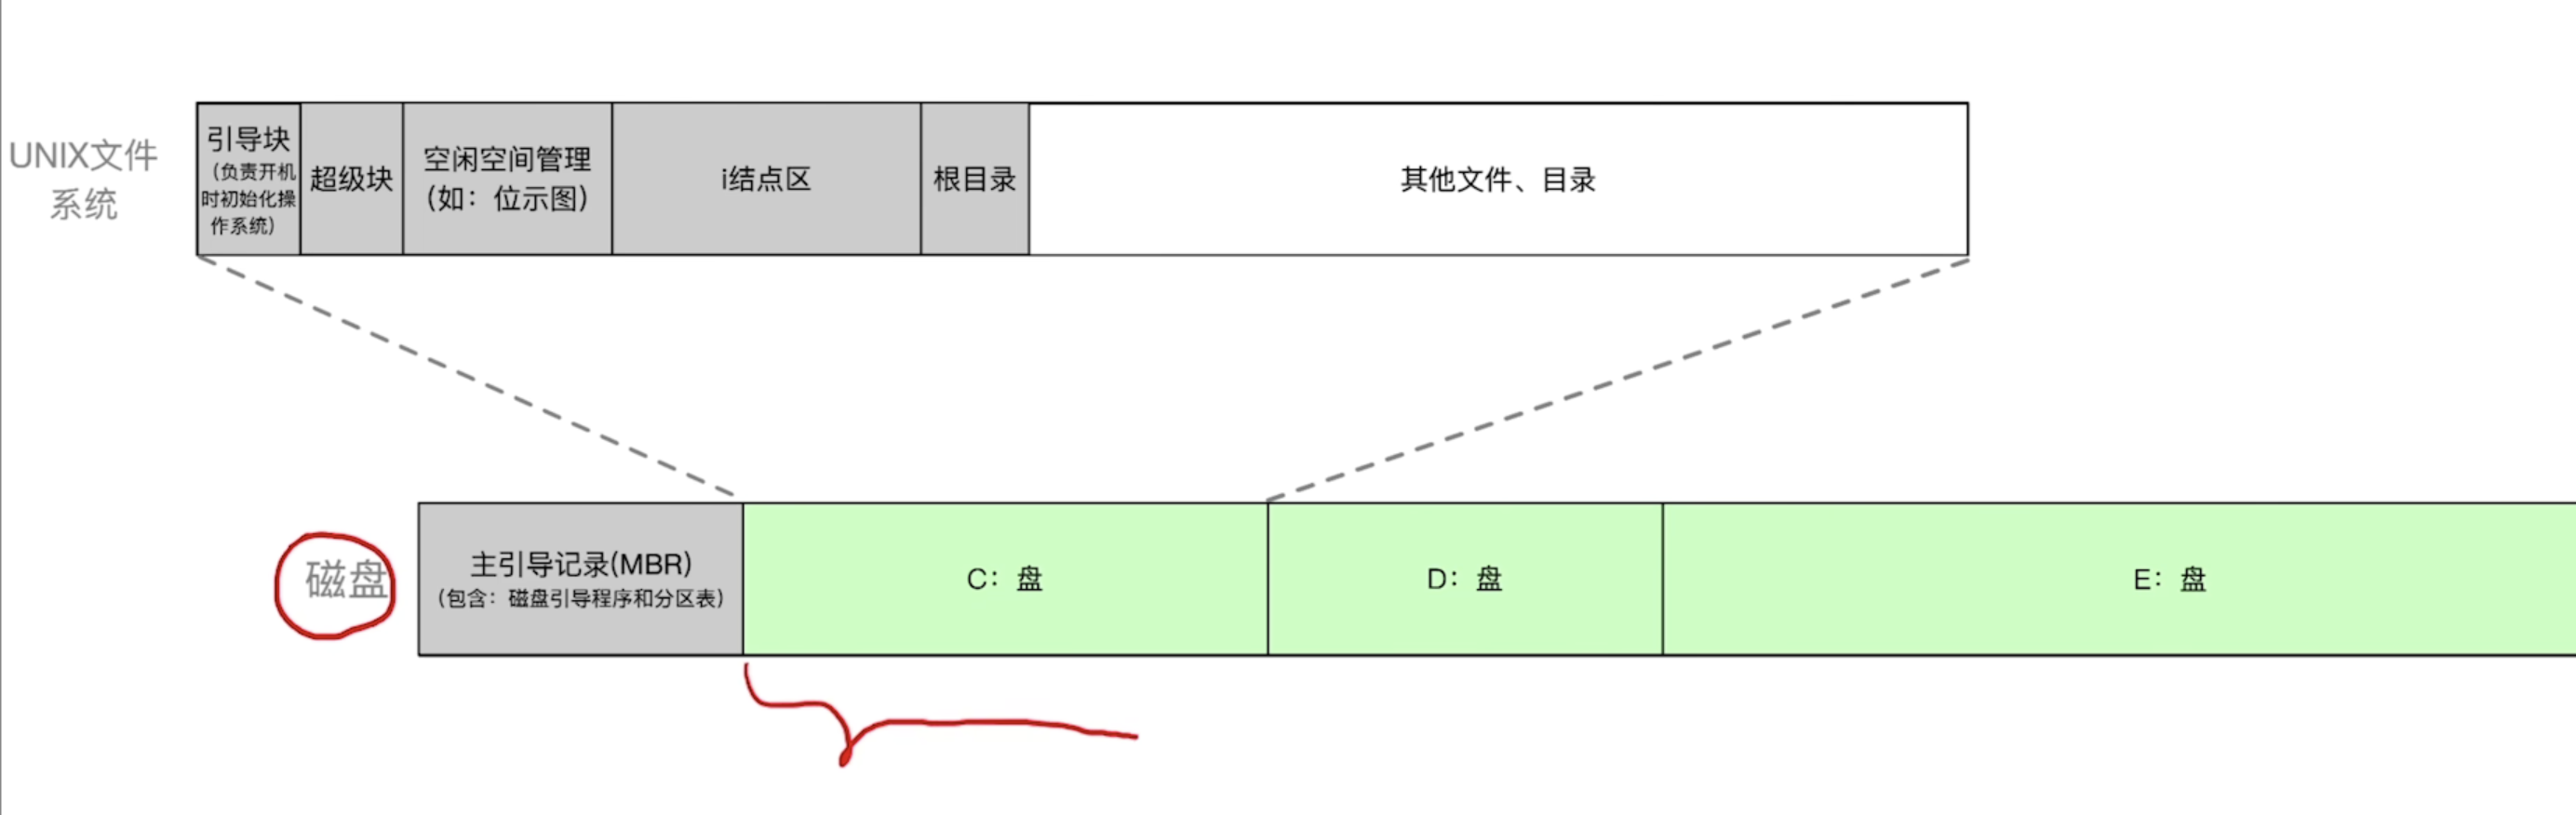 UNIX文件
系统
引导块
（负责开机
时初始化操
作系统）
超级块
空闲空间管理
（如：位示图）
i结点区
根目录
其他文件、目录
磁盘
主引导记录(MBR)
（包含：磁盘引导程序和分区表）
C：盘
D：盘
E：盘